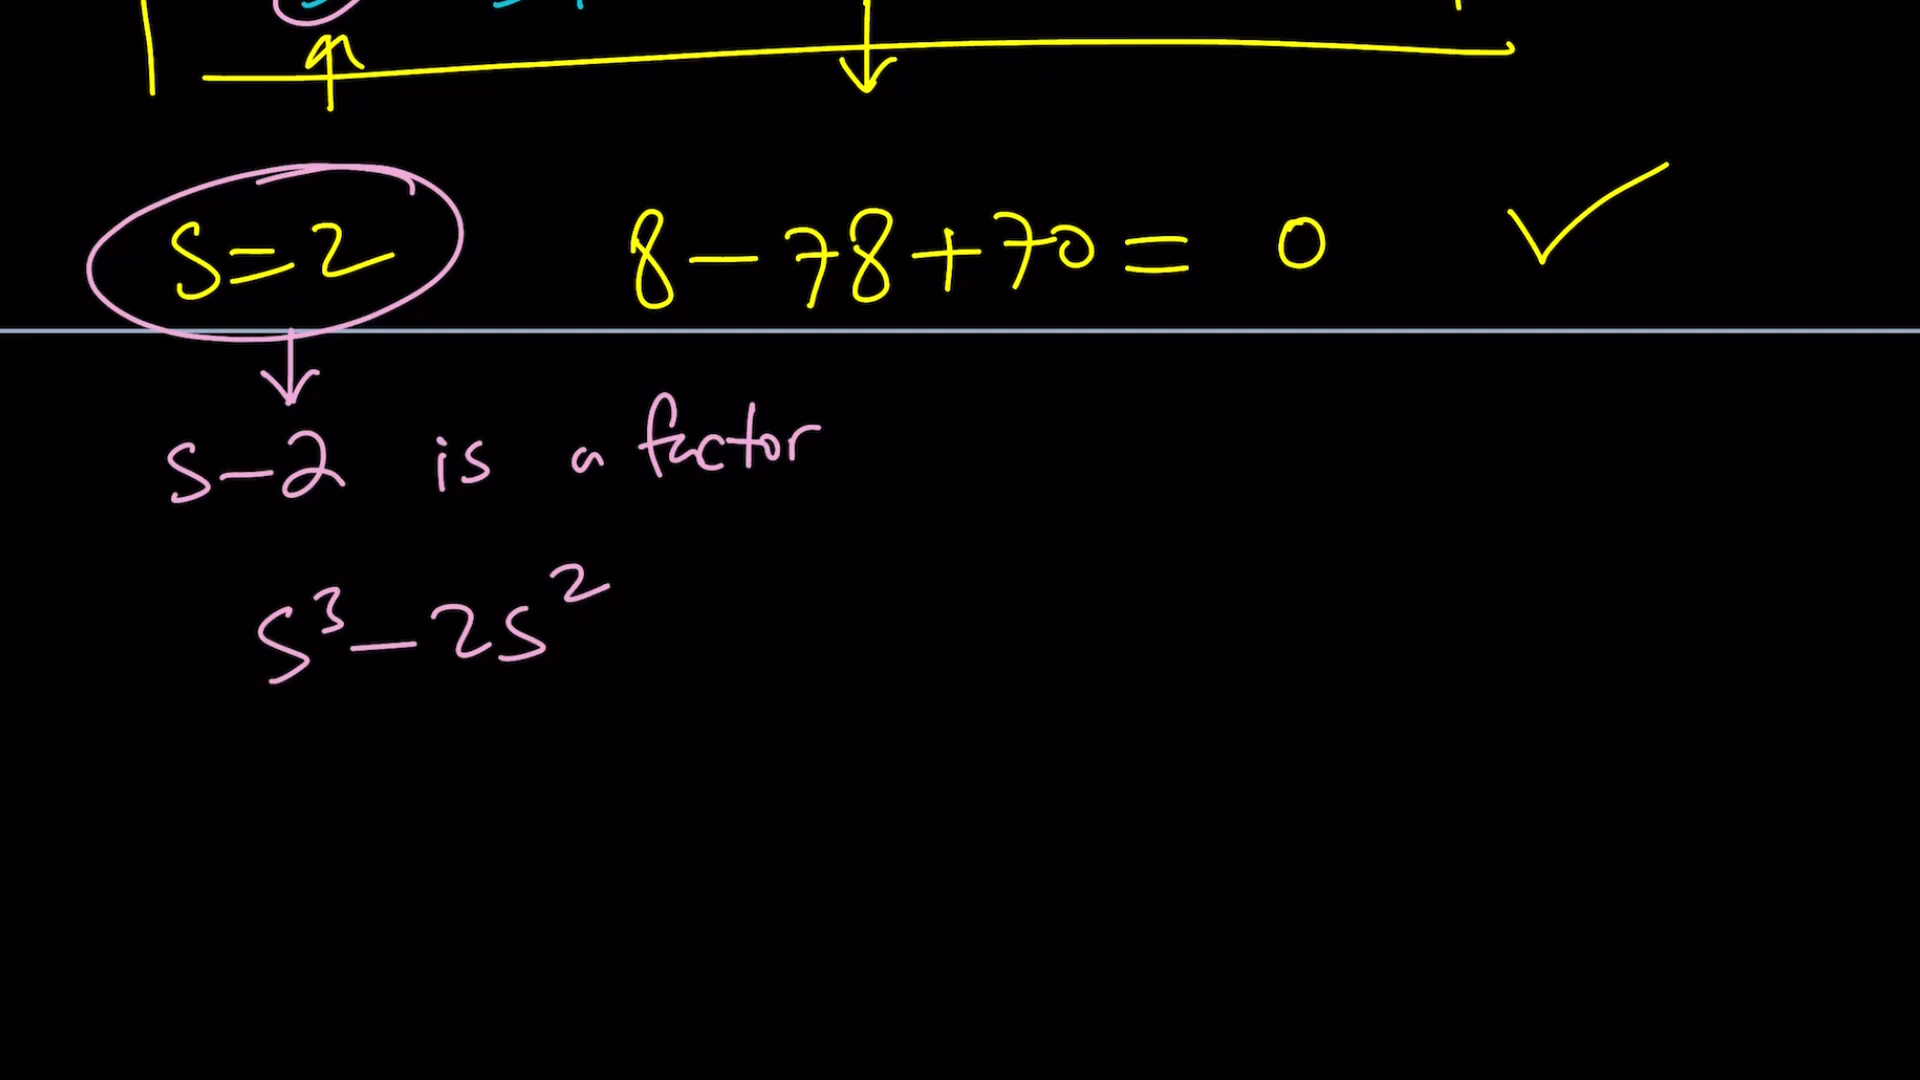 S=2 8-78+70=0 ✓
S-2 is a factor
S³-2S²